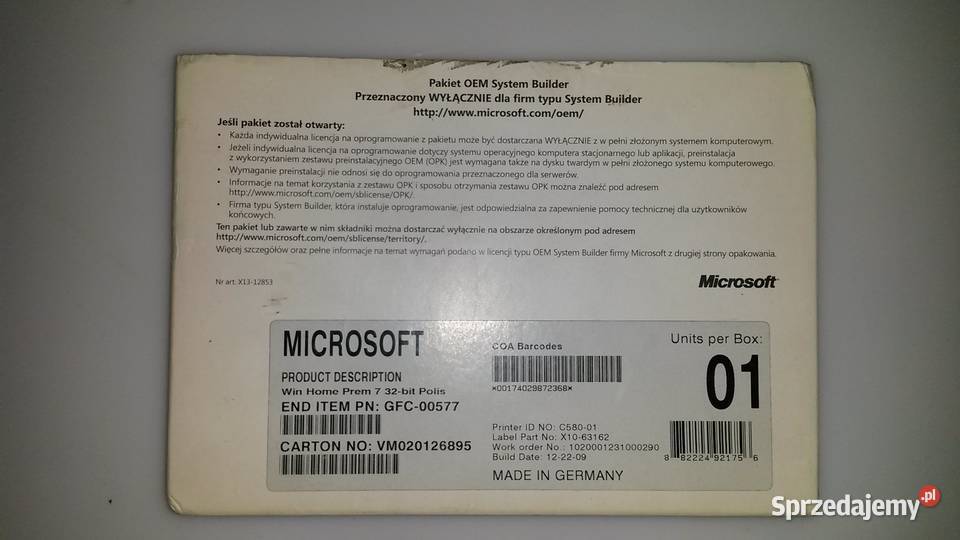 Pakiet OEM System Builder
Przeznaczony WYŁĄCZNIE dla firm typu System Builder
http://www.microsoft.com/oem/
Jeśli pakiet został otwarty:
• Każda indywidualna licencja na oprogramowanie z pakietu może być dostarczana WYŁĄCZNIE z w pełni złożonym systemem komputerowym.
• Jeżeli indywidualna licencja na oprogramowanie dotyczy systemu operacyjnego komputera stacjonarnego lub aplikacji, preinstalacja
z wykorzystaniem zestawu preinstalacyjnego OEM (OPK) jest wymagana także na dysku twardym w pełni złożonego systemu komputerowego.
• Wymaganie preinstalacji nie odnosi się do oprogramowania przeznaczonego dla serwerów.
• Informacje na temat korzystania z zestawu OPK i sposobu otrzymania zestawu OPK można znaleźć pod adresem
http://www.microsoft.com/oem/sblicense/OPK/.
• Firma typu System Builder, która instaluje oprogramowanie, jest odpowiedzialna za zapewnienie pomocy technicznej dla użytkowników
końcowych.
Ten pakiet lub zawarte w nim składniki można dostarczać wyłącznie na obszarze określonym pod adresem
http://www.microsoft.com/oem/sblicense/territory/.
Więcej szczegółów oraz pełne informacje na temat wymagań podano w licencji typu OEM System Builder firmy Microsoft z drugiej strony opakowania.
Nr art. X13-12853
Microsoft
MICROSOFT
PRODUCT DESCRIPTION
Win Home Prem 7 32-bit Polis
END ITEM PN: GFC-00577
CARTON NO: VM020126895
COA Barcodes
*00174029872368*
Printer ID NO: C580-01
Label Part No: X10-63162
Work order No.: 1020001231000290
Build Date: 12-22-09
MADE IN GERMANY
Units per Box:
01
8 82224 92175 6
Sprzedajemy.pl